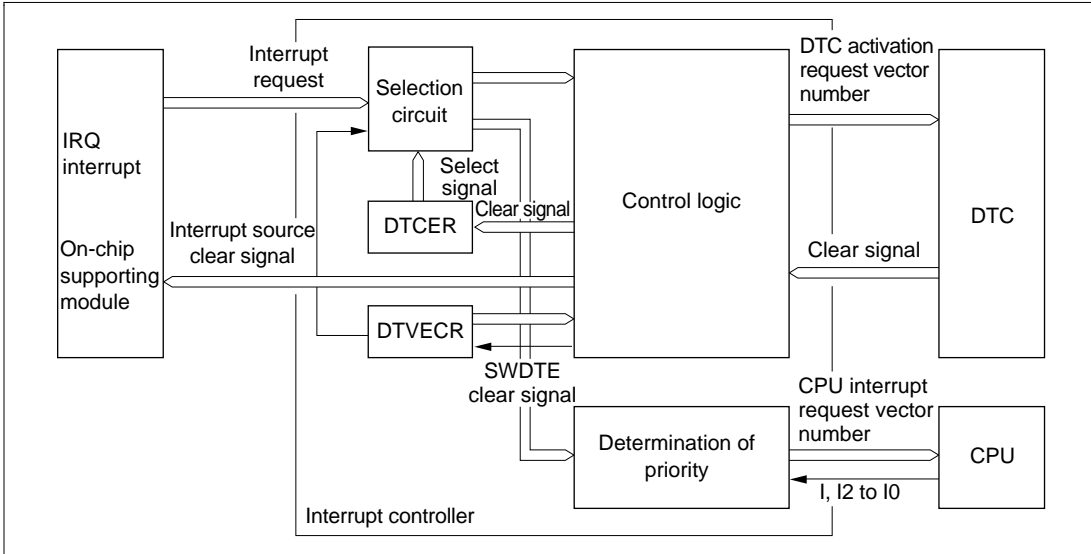 Interrupt
request
DTC activation
request vector
number
Selection
circuit
IRQ
interrupt
Select
signal
Control logic
DTC
DTCER
Clear signal
Interrupt source
clear signal
On-chip
supporting
module
Clear signal
DTVECR
SWDTE
clear signal
CPU interrupt
request vector
number
Determination of
priority
CPU
I, I2 to I0
Interrupt controller